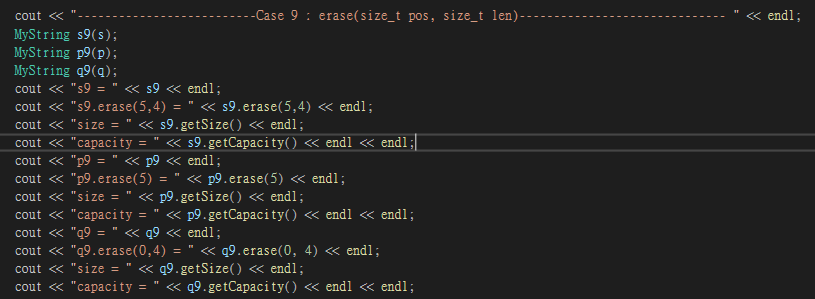 cout << "-------------------------Case 9 : erase(size_t pos, size_t len)----------------------------- " << endl;
MyString s9(s);
MyString p9(p);
MyString q9(q);
cout << "s9 = " << s9 << endl;
cout << "s9.erase(5,4) = " << s9.erase(5,4) << endl;
cout << "size = " << s9.getSize() << endl;
cout << "capacity = " << s9.getCapacity() << endl << endl;
cout << "p9 = " << p9 << endl;
cout << "p9.erase(5) = " << p9.erase(5) << endl;
cout << "size = " << p9.getSize() << endl;
cout << "capacity = " << p9.getCapacity() << endl << endl;
cout << "q9 = " << q9 << endl;
cout << "q9.erase(0,4) = " << q9.erase(0, 4) << endl;
cout << "size = " << q9.getSize() << endl;
cout << "capacity = " << q9.getCapacity() << endl << endl;